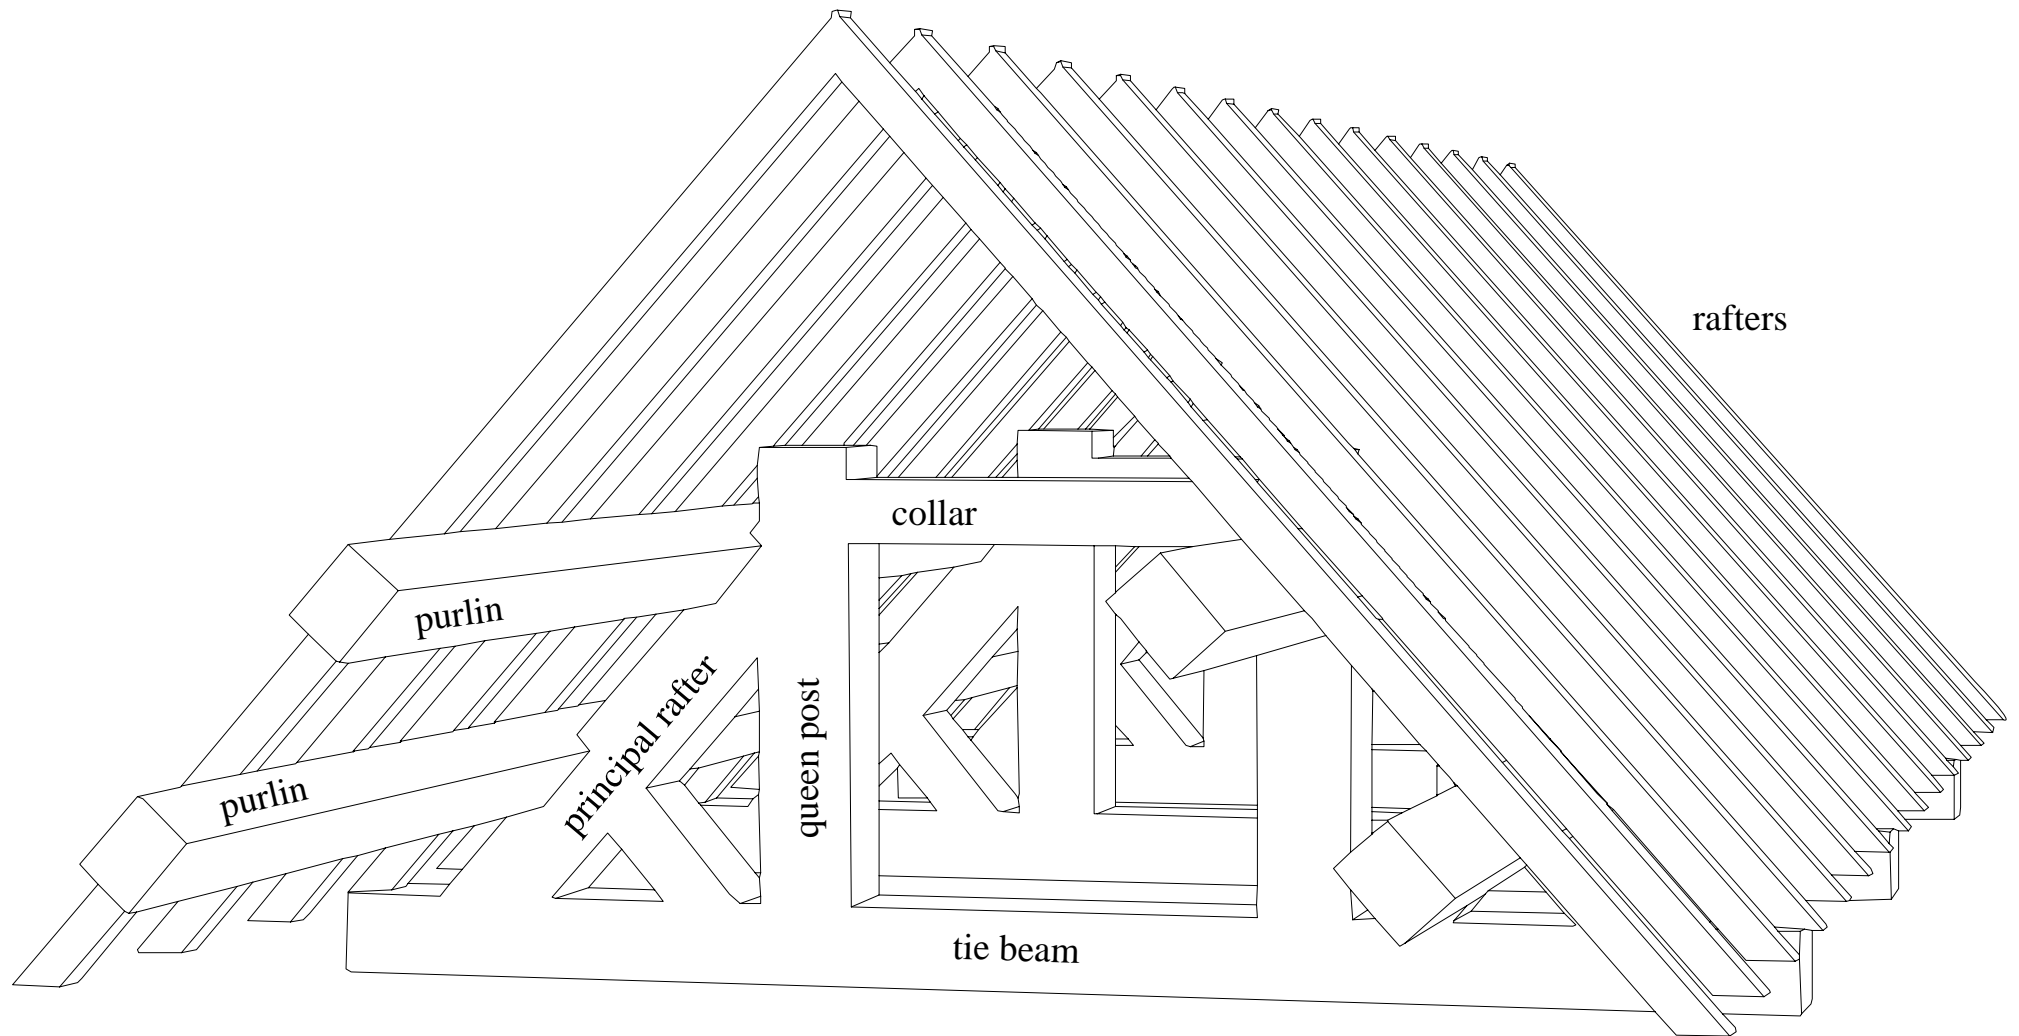 rafters
collar
purlin
principal rafter
queen post
purlin
tie beam